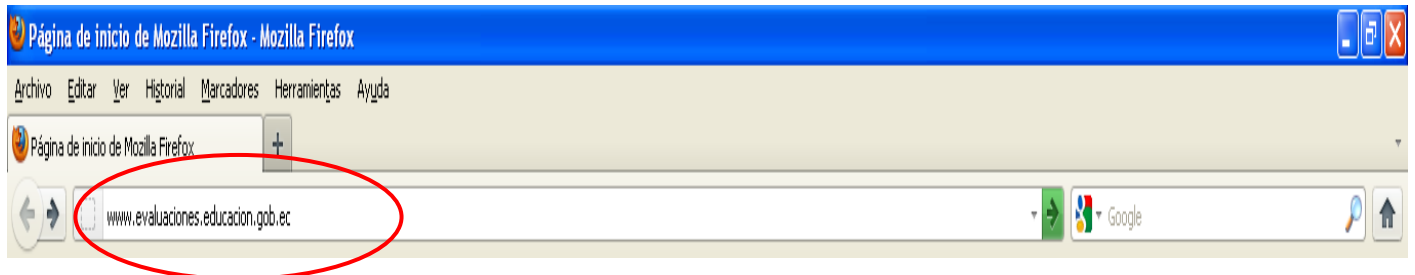 Página de inicio de Mozilla Firefox - Mozilla Firefox
Archivo Editar Ver Historial Marcadores Herramientas Ayuda
Página de inicio de Mozilla Firefox +
www.evaluaciones.educacion.gob.ec Google